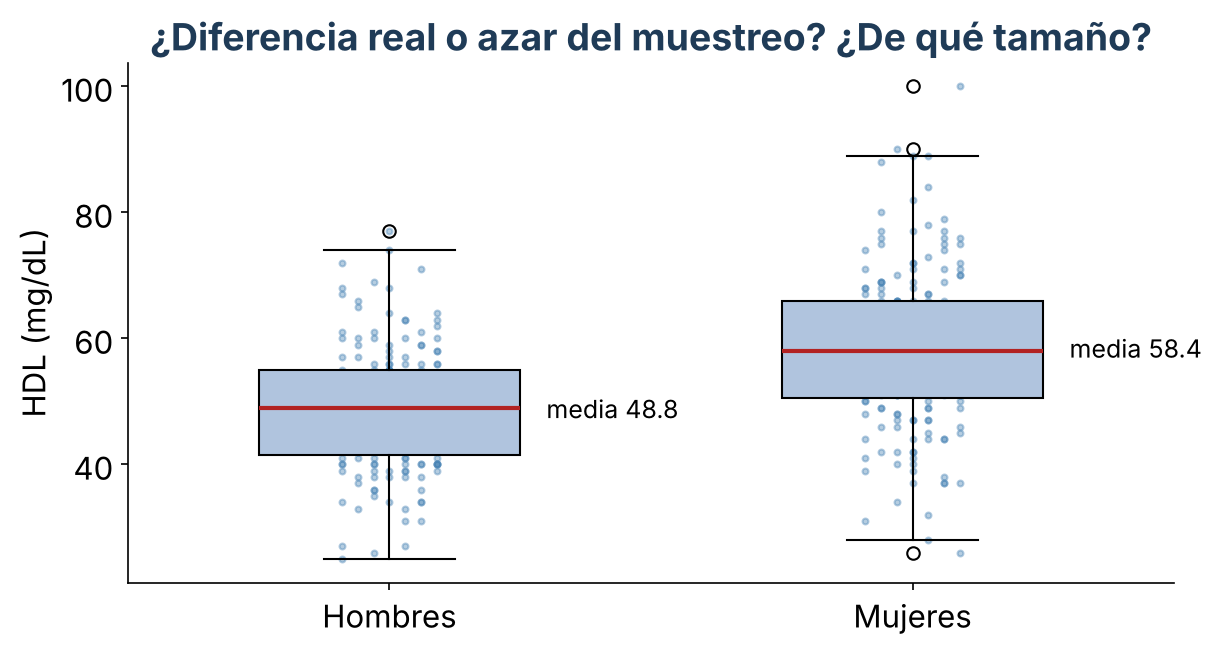 ¿Diferencia real o azar del muestreo? ¿De qué tamaño?
HDL (mg/dL)
100
80
60
40
media 48.8
media 58.4
Hombres
Mujeres